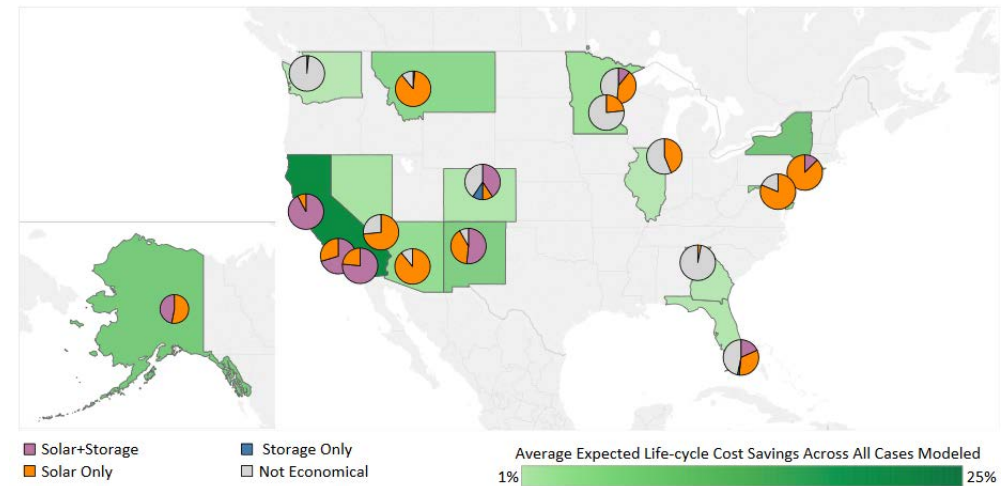 Solar+Storage
Solar Only
Storage Only
Not Economical
Average Expected Life-cycle Cost Savings Across All Cases Modeled
1% 25%